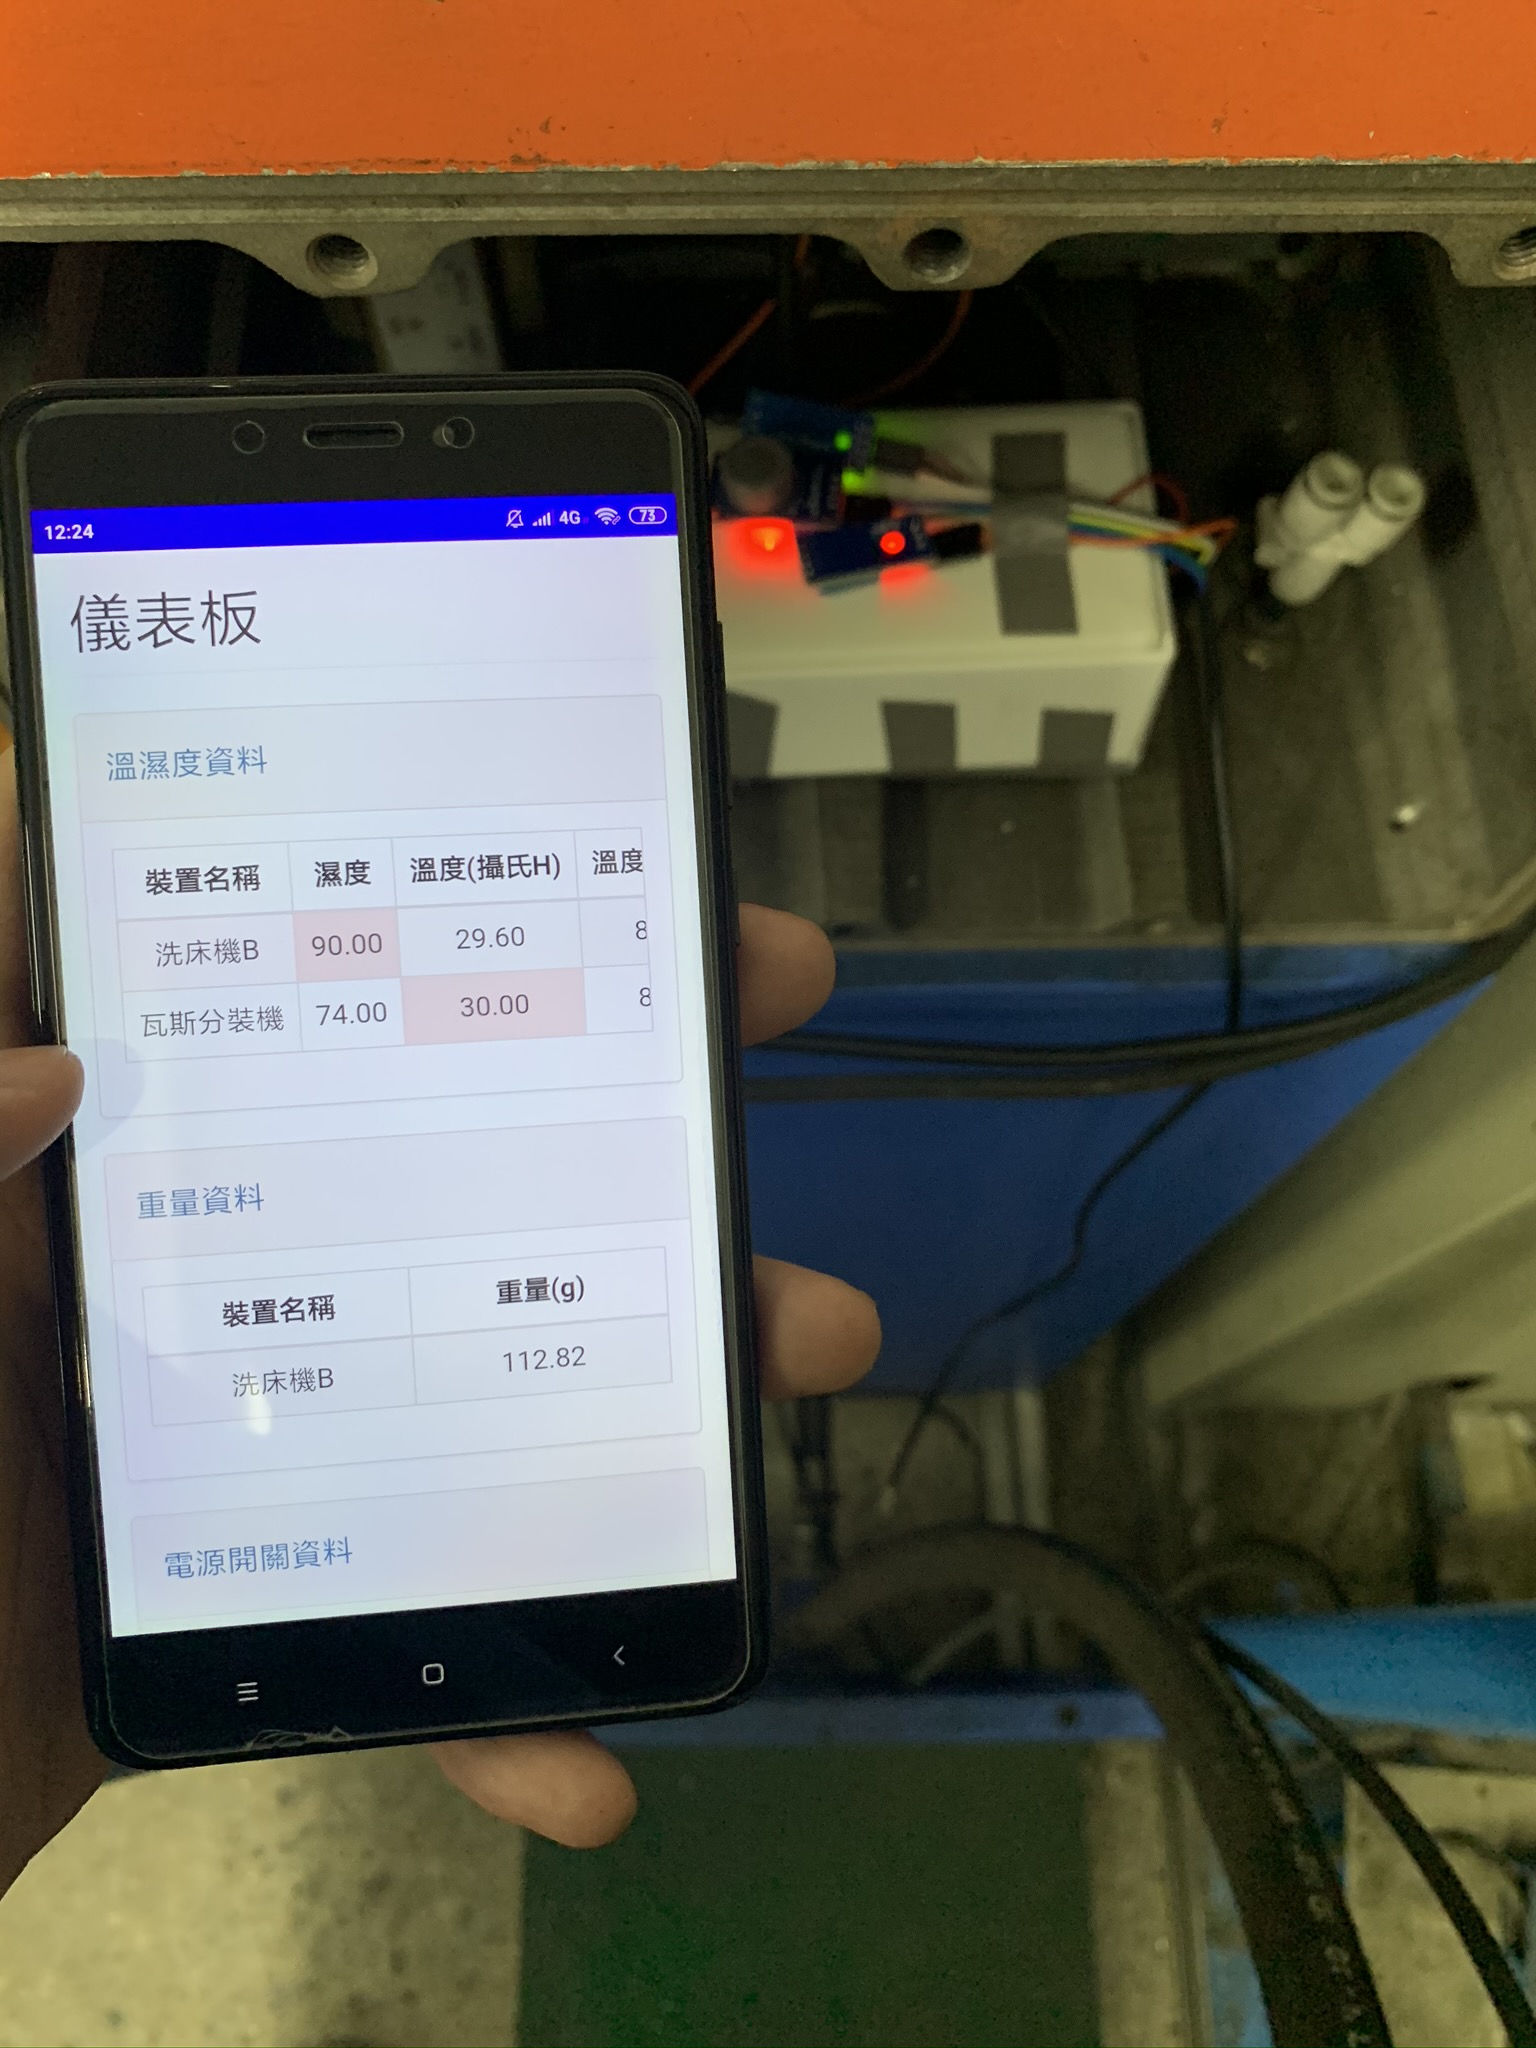 12:24 4G 73
儀表板
溫濕度資料
裝置名稱 濕度 溫度(攝氏H) 溫度
洗床機B 90.00 29.60 8
瓦斯分裝機 74.00 30.00 8
重量資料
裝置名稱 重量(g)
洗床機B 112.82
電源開關資料